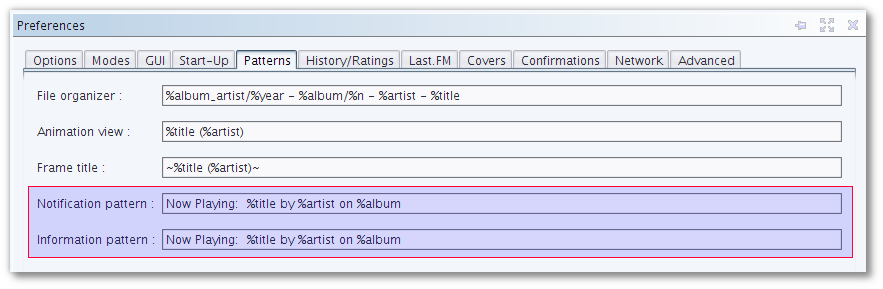 Preferences
Options Modes GUI Start-Up Patterns History/Ratings Last.FM Covers Confirmations Network Advanced
File organizer : %album_artist/%year - %album/%n - %artist - %title
Animation view : %title (%artist)
Frame title : ~%title (%artist)~
Notification pattern : Now Playing:  %title by %artist on %album
Information pattern : Now Playing:  %title by %artist on %album